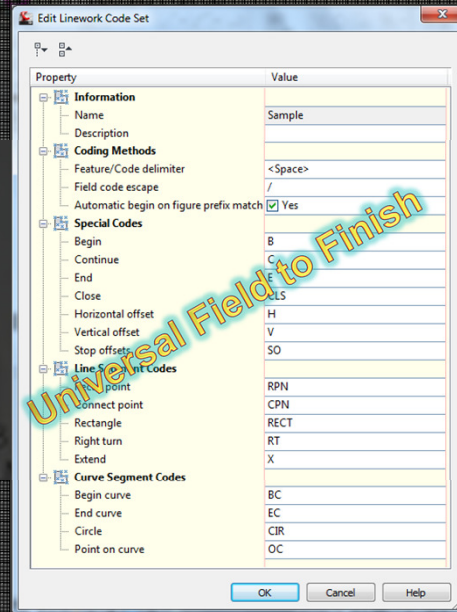 Edit Linework Code Set
Property Value
Information
Name Sample
Description
Coding Methods
Feature/Code delimiter <Space>
Field code escape /
Automatic begin on figure prefix match Yes
Special Codes
Begin B
Continue C
End E
Close CLS
Horizontal offset H
Vertical offset V
Stop offsets SO
Line Segment Codes
point RPN
Connect point CPN
Rectangle RECT
Right turn RT
Extend X
Curve Segment Codes
Begin curve BC
End curve EC
Circle CIR
Point on curve OC
OK Cancel Help
Universal Field to Finish